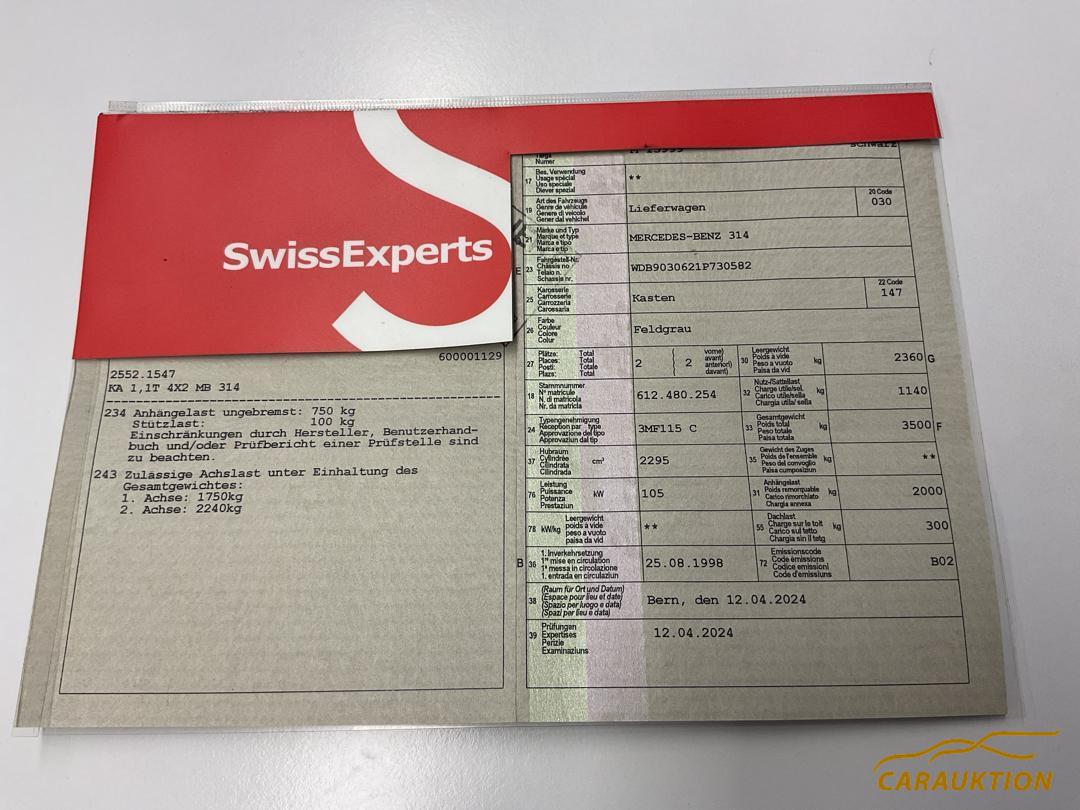 SwissExperts
600001129
2552.1547
KA 1,1T 4X2 MB 314
234 Anhängelast ungebremst: 750 kg
Stützlast: 100 kg
Einschränkungen durch Hersteller, Benutzerhand-
buch und/oder Prüfbericht einer Prüfstelle sind
zu beachten.
243 Zulässige Achslast unter Einhaltung des
Gesamtgewichtes:
1. Achse: 1750kg
2. Achse: 2240kg
Targa
Numer
schwarz
17 Bes. Verwendung
Usage spécial
Uso speciale
Diever spezial
**
19 Art des Fahrzeugs
Genre de véhicule
Genere di veicolo
Gener dal vehichel
Lieferwagen
20 Code
030
21 Marke und Typ
Marque et type
Marca e tipo
Marca e tip
MERCEDES-BENZ 314
E 23 Fahrgestell-Nr.
Châssis no
Telaio n.
Schassis nr.
WDB9030621P730582
25 Karosserie
Carrosserie
Carrozzeria
Carossaria
Kasten
22 Code
147
26 Farbe
Couleur
Colore
Colur
Feldgrau
27 Plätze: Total
Places: Total
Posti: Totale
Plazs: Total
2 2 vorne)
avant)
anteriori)
davant)
30 Leergewicht
Poids à vide
Peso a vuoto
Paisa da vid
kg 2360 G
18 Stammnummer
N° matricule
N. di matricola
Nr. da matricla
612.480.254
32 Nutz-/Sattellast
Charge utile/sel.
Carico utile/sella
Chargia utila/ sella
kg 1140
24 Typengenehmigung
Réception par type
Approvazione del tipo
Approvaziun dal tip
3MF115 C
33 Gesamtgewicht
Poids total
Peso totale
Paisa totala
kg 3500 F
37 Hubraum
Cylindrée
Cilindrata
Cilindrada
cm³ 2295
35 Gewicht des Zuges
Poids de l'ensemble
Peso del convoglio
Paisa cumposiziun
kg **
76 Leistung
Puissance
Potenza
Prestaziun
kW 105
31 Anhängelast
Poids remorquable
Carico rimorchiato
Chargia annexa
kg 2000
78 kW/kg Leergewicht
poids à vide
peso a vuoto
paisa da vid
**
55 Dachlast
Charge sur le toit
Carico sul tetto
Chargia sin il tetg
kg 300
B 36 1. Inverkehrsetzung
1re mise en circulation
1a messa in circolazione
1. entrada en circulaziun
25.08.1998
72 Emissionscode
Code émissions
Codice emissioni
Code d'emissiuns
B02
38 (Raum für Ort und Datum)
(Espace pour lieu et date)
(Spazio per luogo e data)
(Spazi per lieu e data)
Bern, den 12.04.2024
39 Prüfungen
Expertises
Perizie
Examinaziuns
12.04.2024
CARAUKTION